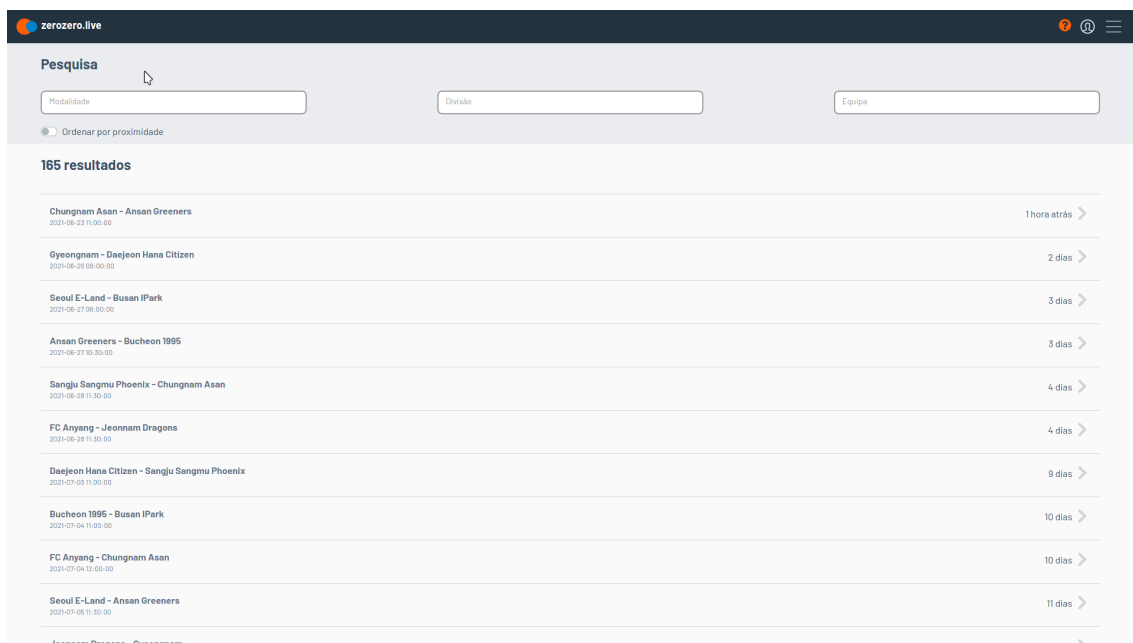 zerozero.live
?
Pesquisa
Modalidade
Divisão
Equipa
Ordenar por proximidade
165 resultados
Chungnam Asan - Ansan Greeners
2021-06-23 11:00:00
1 hora atrás
Gyeongnam - Daejeon Hana Citizen
2021-06-26 08:00:00
2 dias
Seoul E-Land - Busan IPark
2021-06-27 08:00:00
3 dias
Ansan Greeners - Bucheon 1995
2021-06-27 10:30:00
3 dias
Sangju Sangmu Phoenix - Chungnam Asan
2021-06-28 11:30:00
4 dias
FC Anyang - Jeonnam Dragons
2021-06-28 11:30:00
4 dias
Daejeon Hana Citizen - Sangju Sangmu Phoenix
2021-07-03 11:00:00
9 dias
Bucheon 1995 - Busan IPark
2021-07-04 11:00:00
10 dias
FC Anyang - Chungnam Asan
2021-07-04 12:00:00
10 dias
Seoul E-Land - Ansan Greeners
2021-07-05 11:30:00
11 dias
Jeonnam Dragons - Gyeongnam